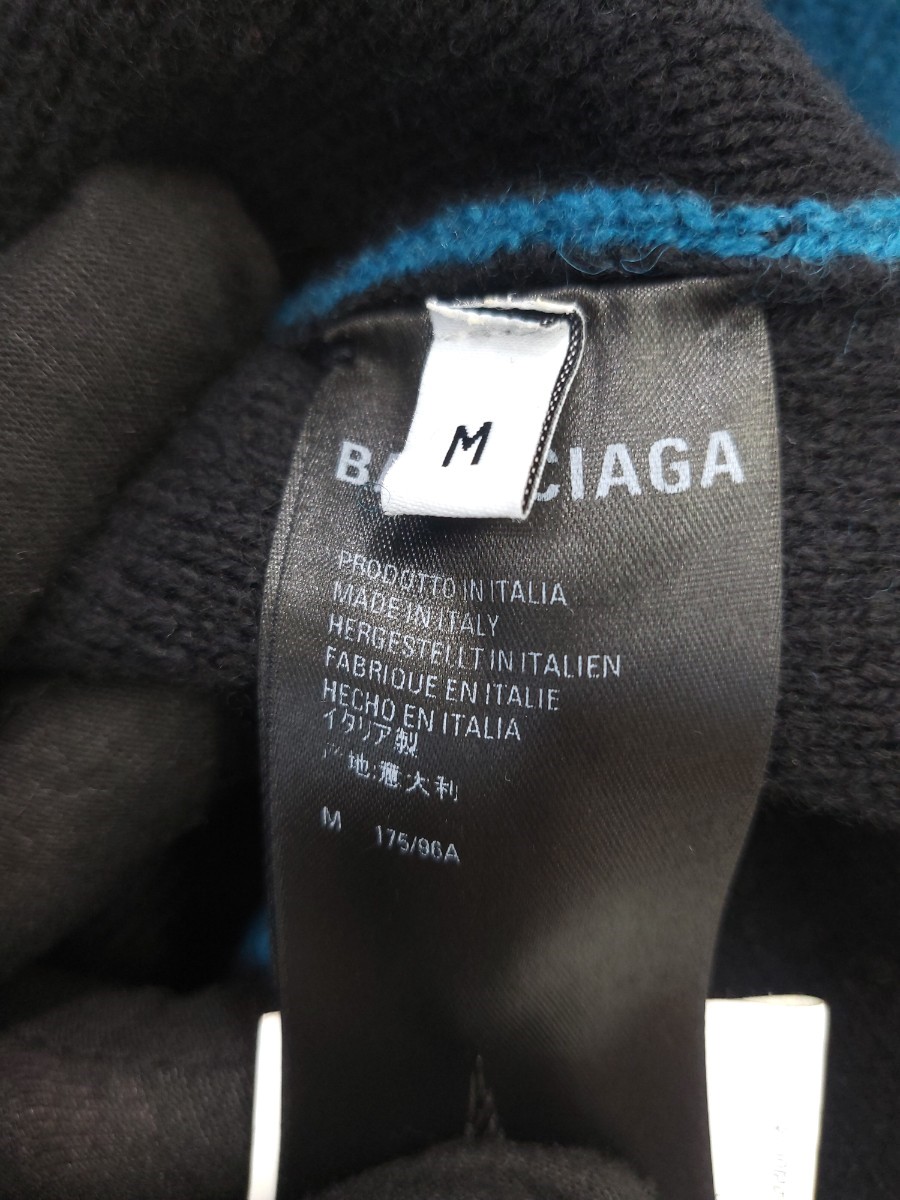 M
BA CIAGA
PRODOTTO IN ITALIA
MADE IN ITALY
HERGESTELLT IN ITALIEN
FABRIQUE EN ITALIE
HECHO EN ITALIA
イタリア製
产地:意大利
M 175/96A